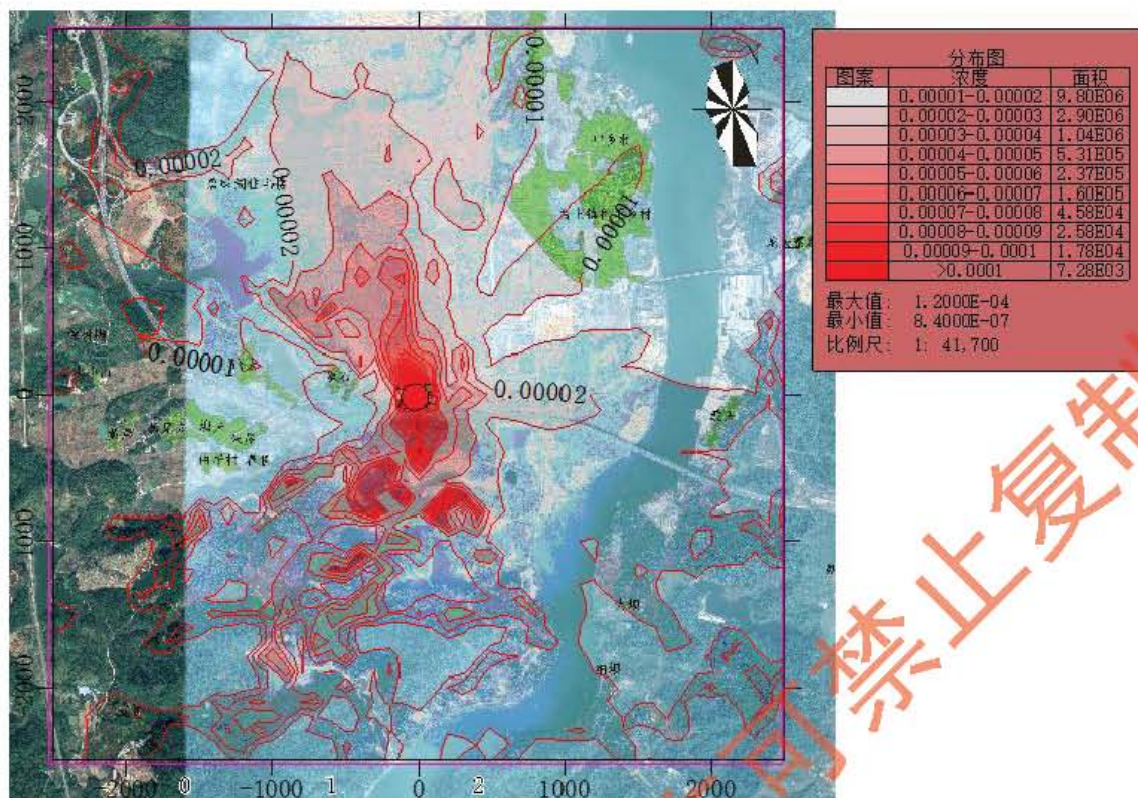 分布图
图案 浓度 面积
0.00001-0.00002 9.80E06
0.00002-0.00003 2.90E06
0.00003-0.00004 1.04E06
0.00004-0.00005 5.31E05
0.00005-0.00006 2.37E05
0.00006-0.00007 1.60E05
0.00007-0.00008 4.58E04
0.00008-0.00009 2.58E04
0.00009-0.0001 1.78E04
>0.0001 7.28E03
最大值: 1.2000E-04
最小值: 8.4000E-07
比例尺: 1: 41,700
2000
1000
0
-1000
-2000
0.00001
0.00002
0.00002
0.00001
0.00001
0.00002
大坝
-2000 0 -1000 1 0 2 1000 2000
可禁止复制